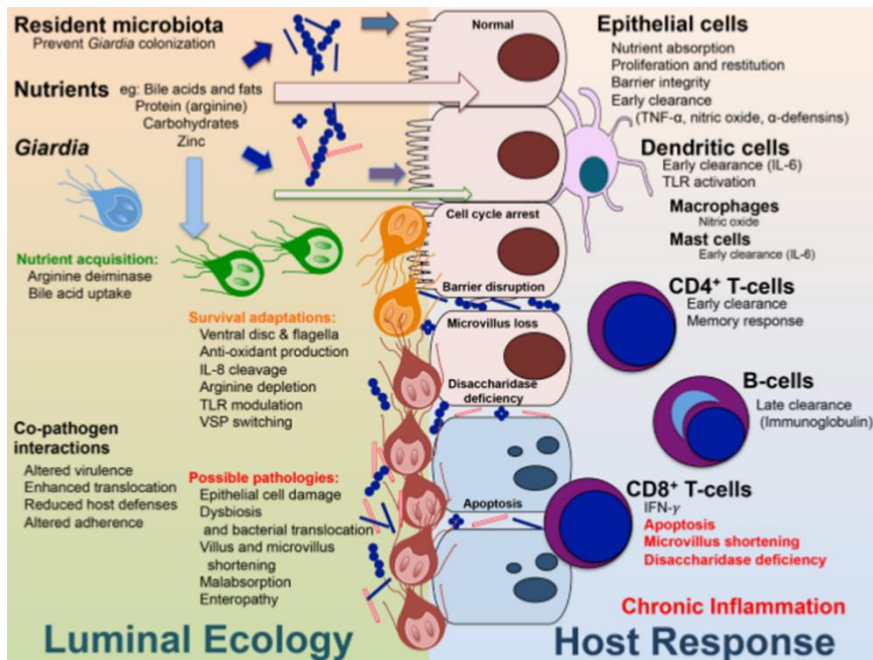 Resident microbiota
Prevent Giardia colonization
Nutrients
eg: Bile acids and fats
Protein (arginine)
Carbohydrates
Zinc
Giardia
Nutrient acquisition:
Arginine deiminase
Bile acid uptake
Survival adaptations:
Ventral disc & flagella
Anti-oxidant production
IL-8 cleavage
Arginine depletion
TLR modulation
VSP switching
Co-pathogen
interactions
Altered virulence
Enhanced translocation
Reduced host defenses
Altered adherence
Possible pathologies:
Epithelial cell damage
Dysbiosis
and bacterial translocation
Villus and microvillus
shortening
Malabsorption
Enteropathy
Luminal Ecology
Normal
Cell cycle arrest
Barrier disruption
Microvillus loss
Disaccharidase
deficiency
Apoptosis
Epithelial cells
Nutrient absorption
Proliferation and restitution
Barrier integrity
Early clearance
(TNF-α, nitric oxide, α-defensins)
Dendritic cells
Early clearance (IL-6)
TLR activation
Macrophages
Nitric oxide
Mast cells
Early clearance (IL-6)
CD4⁺ T-cells
Early clearance
Memory response
B-cells
Late clearance
(Immunoglobulin)
CD8⁺ T-cells
IFN-γ
Apoptosis
Microvillus shortening
Disaccharidase deficiency
Chronic Inflammation
Host Response